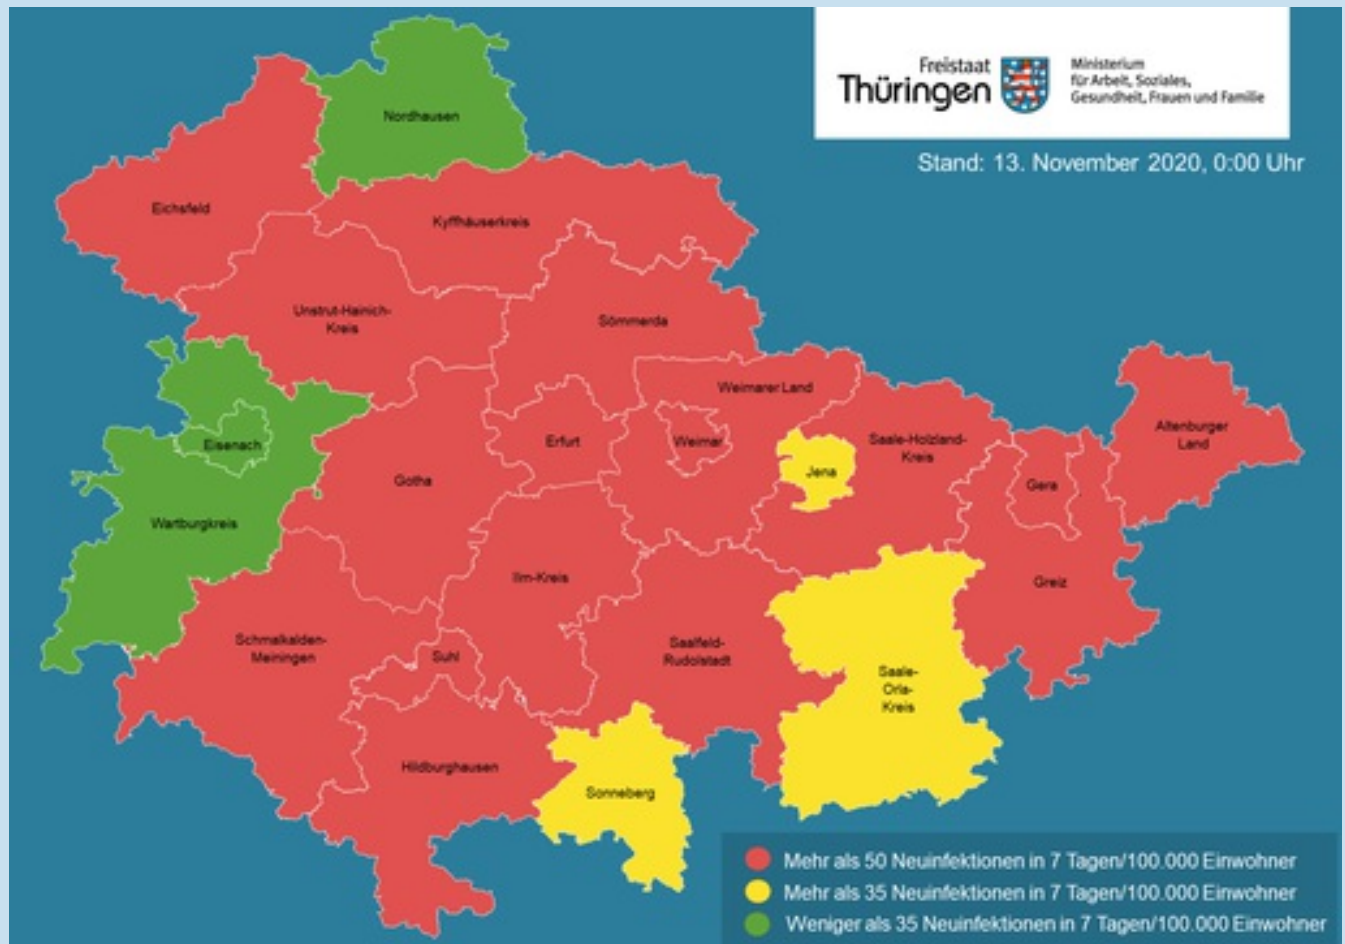 Freistaat
Thüringen
Ministerium
für Arbeit, Soziales,
Gesundheit, Frauen und Familie
Stand: 13. November 2020, 0:00 Uhr
Nordhausen
Eichsfeld
Kyffhäuserkreis
Unstrut-Hainich-
Kreis
Sömmerda
Weimarer Land
Eisenach
Erfurt
Weimar
Saale-Holzland-
Kreis
Altenburger
Land
Gotha
Jena
Gera
Wartburgkreis
Ilm-Kreis
Greiz
Schmalkalden-
Meiningen
Suhl
Saalfeld-
Rudolstadt
Saale-
Orla-
Kreis
Hildburghausen
Sonneberg
Mehr als 50 Neuinfektionen in 7 Tagen/100.000 Einwohner
Mehr als 35 Neuinfektionen in 7 Tagen/100.000 Einwohner
Weniger als 35 Neuinfektionen in 7 Tagen/100.000 Einwohner